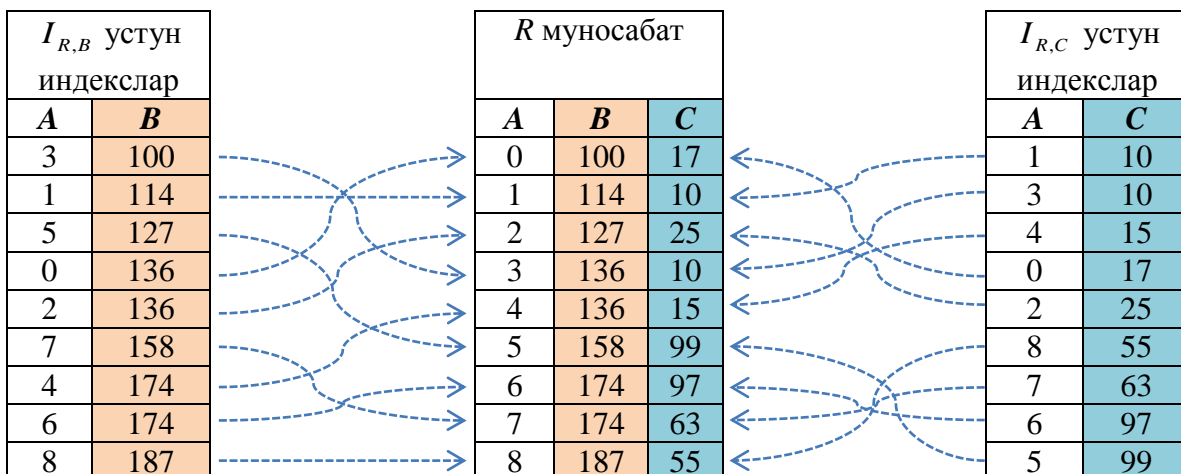 I R,B устун
индекслар
A B
3 100
1 114
5 127
0 136
2 136
7 158
4 174
6 174
8 187
R муносабат
A B C
0 100 17
1 114 10
2 127 25
3 136 10
4 136 15
5 158 99
6 174 97
7 174 63
8 187 55
I R,C устун
индекслар
A C
1 10
3 10
4 15
0 17
2 25
8 55
7 63
6 97
5 99